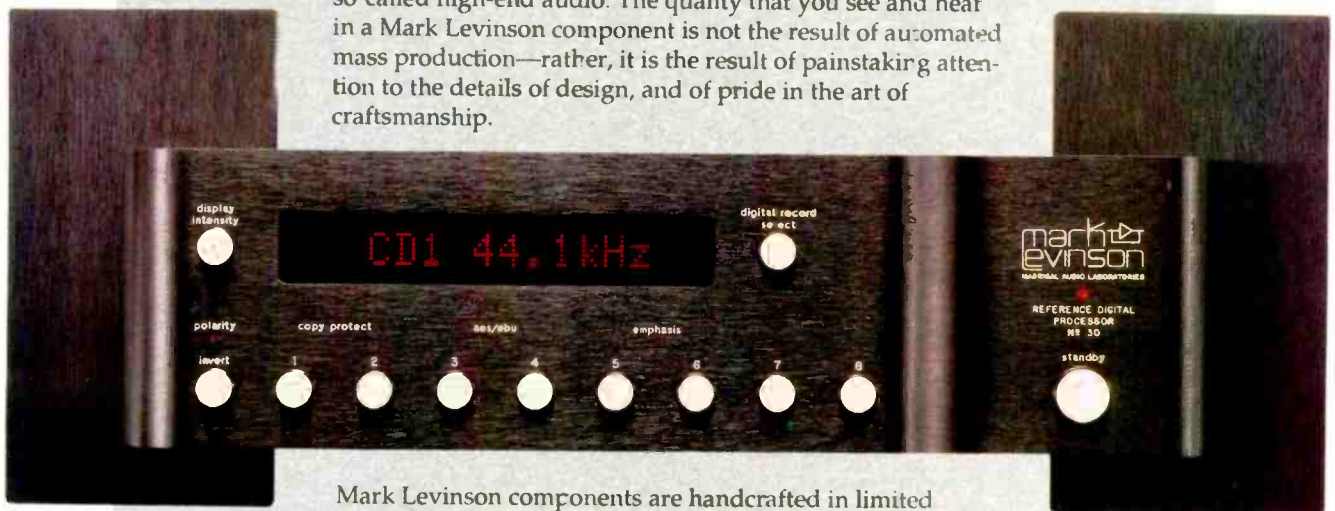 so called high-end audio. The quality that you see and hear
in a Mark Levinson component is not the result of automated
mass production—rather, it is the result of painstaking atten-
tion to the details of design, and of pride in the art of
craftsmanship.
display
intensity
CD1 44.1kHz
digital record
select
mark
levinson
MADRIGAL AUDIO LABORATORIES
REFERENCE DIGITAL
PROCESSOR
Nº 30
polarity
copy protect
aes/ebu
emphasis
standby
invert
1 2 3 4 5 6 7 8
Mark Levinson components are handcrafted in limited